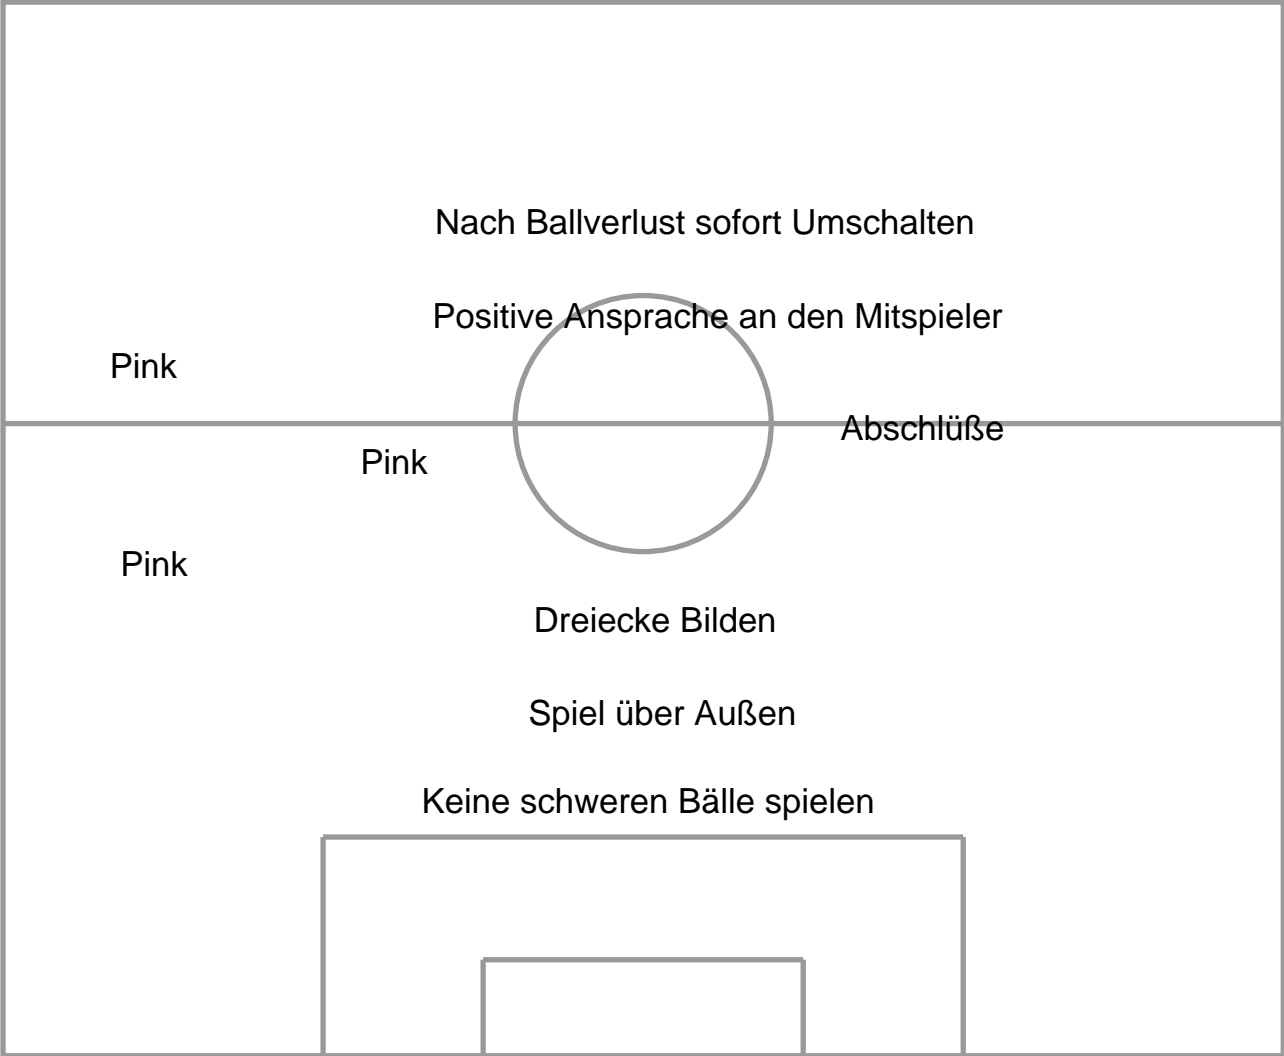 Nach Ballverlust sofort Umschalten
Positive Ansprache an den Mitspieler
Pink
Abschlüße
Pink
Pink
Dreiecke Bilden
Spiel über Außen
Keine schweren Bälle spielen